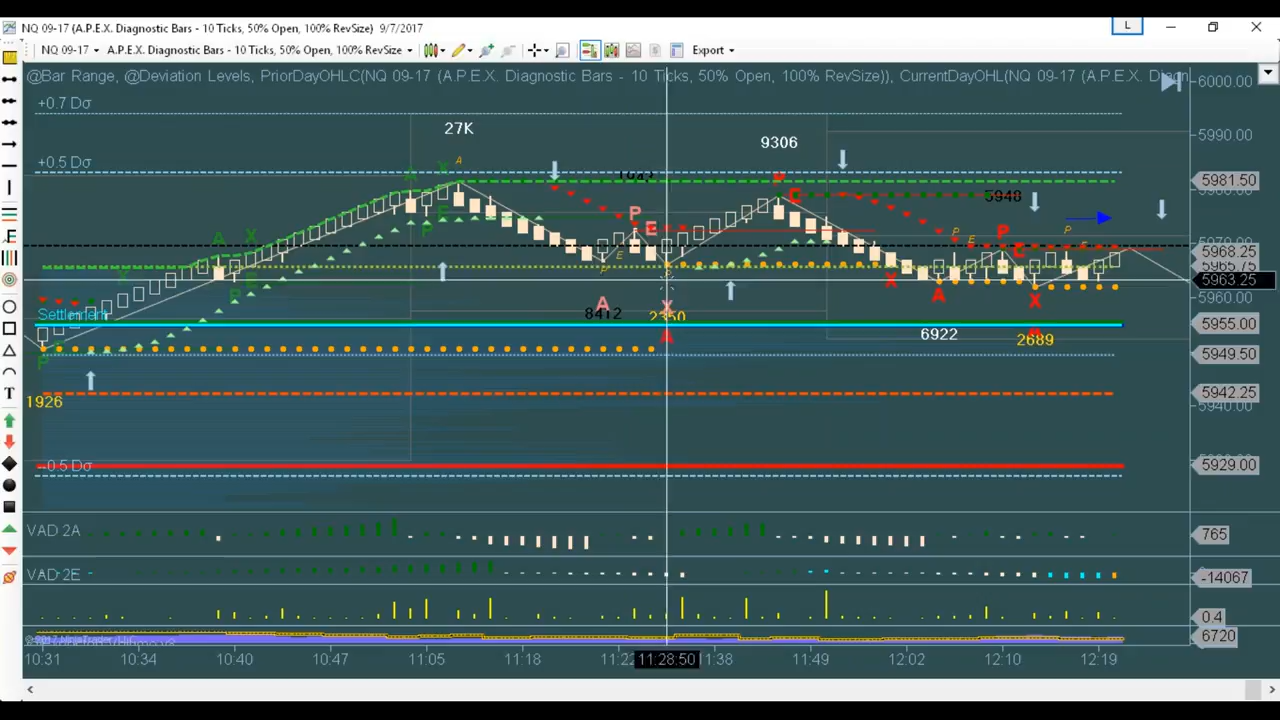 NQ 09-17 (A.P.E.X. Diagnostic Bars - 10 Ticks, 50% Open, 100% RevSize) 9/7/2017
L
NQ 09-17 A.P.E.X. Diagnostic Bars - 10 Ticks, 50% Open, 100% RevSize
Export
@Bar Range, @Deviation Levels, PriorDayOHLC(NQ 09-17 (A.P.E.X. Diagnostic Bars - 10 Ticks, 50% Open, 100% RevSize)), CurrentDayOHL(NQ 09-17 (A.P.E.X.
6000.00
+0.7 Dσ
27K
9306
5990.00
+0.5 Dσ
A X A
5981.50
5948
P E
C
A X
P E
P E P C P E
5968.25
A P E
X
5963.25
X
A
5960.00
A X
8412
2350
Settlement
A
6922
2689
5955.00
P
5949.50
5942.25
1926
5940.00
-0.5 Dσ
5929.00
VAD 2A
765
VAD 2E
-14067
0.4
6720
10:31 10:34 10:40 10:47 11:05 11:18 11:22 11:28:50 11:38 11:49 12:02 12:10 12:19